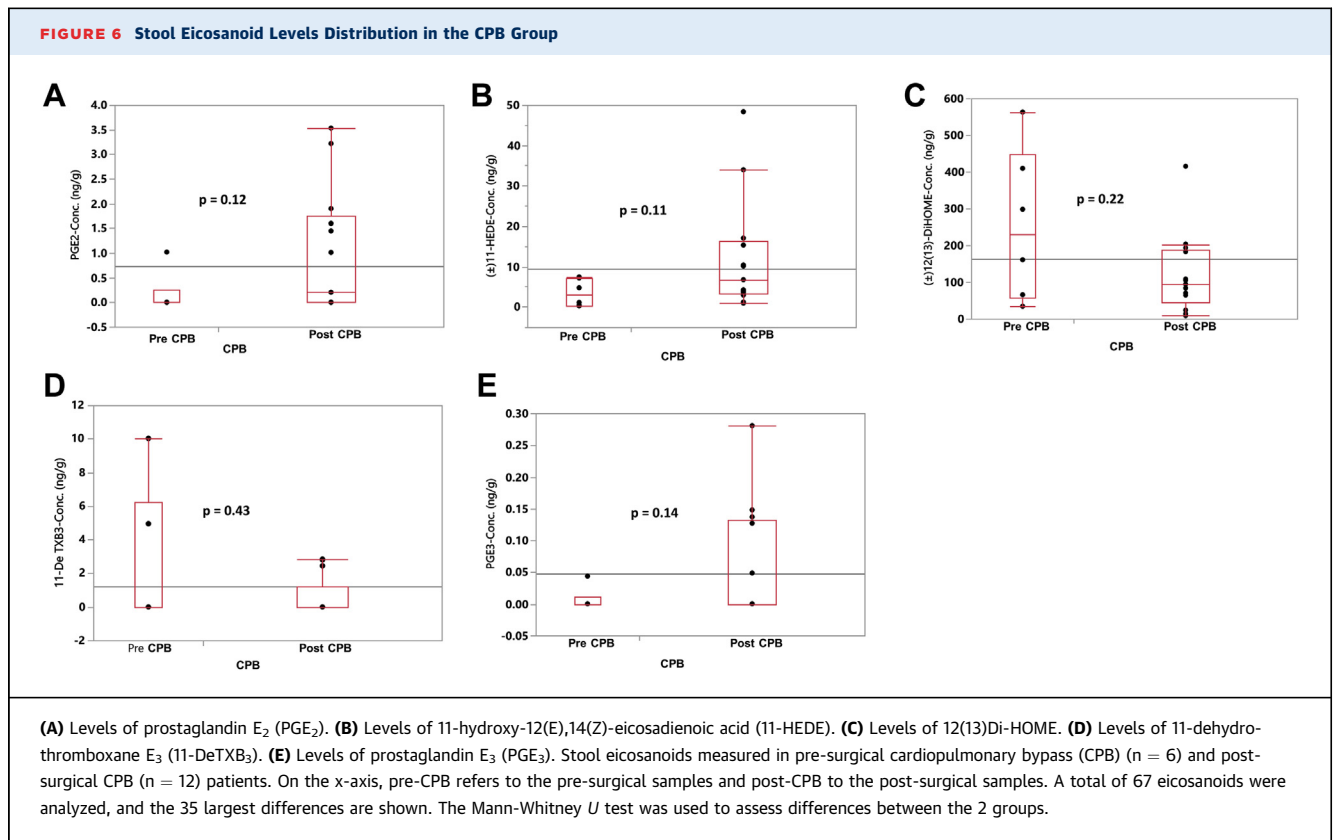 FIGURE 6 Stool Eicosanoid Levels Distribution in the CPB Group
A
PGE2-Conc. (ng/g)
4.0
3.5
3.0
2.5
2.0
1.5
1.0
0.5
0.0
-0.5
p = 0.12
Pre CPB
Post CPB
CPB
B
(±)11-HEDE-Conc. (ng/g)
50
40
30
20
10
0
p = 0.11
Pre CPB
Post CPB
CPB
C
(±)12(13)-DiHOME-Conc. (ng/g)
600
500
400
300
200
100
0
p = 0.22
Pre CPB
Post CPB
CPB
D
11-De TXB3-Conc. (ng/g)
12
10
8
6
4
2
0
-2
p = 0.43
Pre CPB
Post CPB
CPB
E
PGE3-Conc. (ng/g)
0.30
0.25
0.20
0.15
0.10
0.05
0.00
-0.05
p = 0.14
Pre CPB
Post CPB
CPB
(A) Levels of prostaglandin E₂ (PGE₂). (B) Levels of 11-hydroxy-12(E),14(Z)-eicosadienoic acid (11-HEDE). (C) Levels of 12(13)Di-HOME. (D) Levels of 11-dehydro-
thromboxane E₃ (11-DeTXB₃). (E) Levels of prostaglandin E₃ (PGE₃). Stool eicosanoids measured in pre-surgical cardiopulmonary bypass (CPB) (n = 6) and post-
surgical CPB (n = 12) patients. On the x-axis, pre-CPB refers to the pre-surgical samples and post-CPB to the post-surgical samples. A total of 67 eicosanoids were
analyzed, and the 35 largest differences are shown. The Mann-Whitney U test was used to assess differences between the 2 groups.